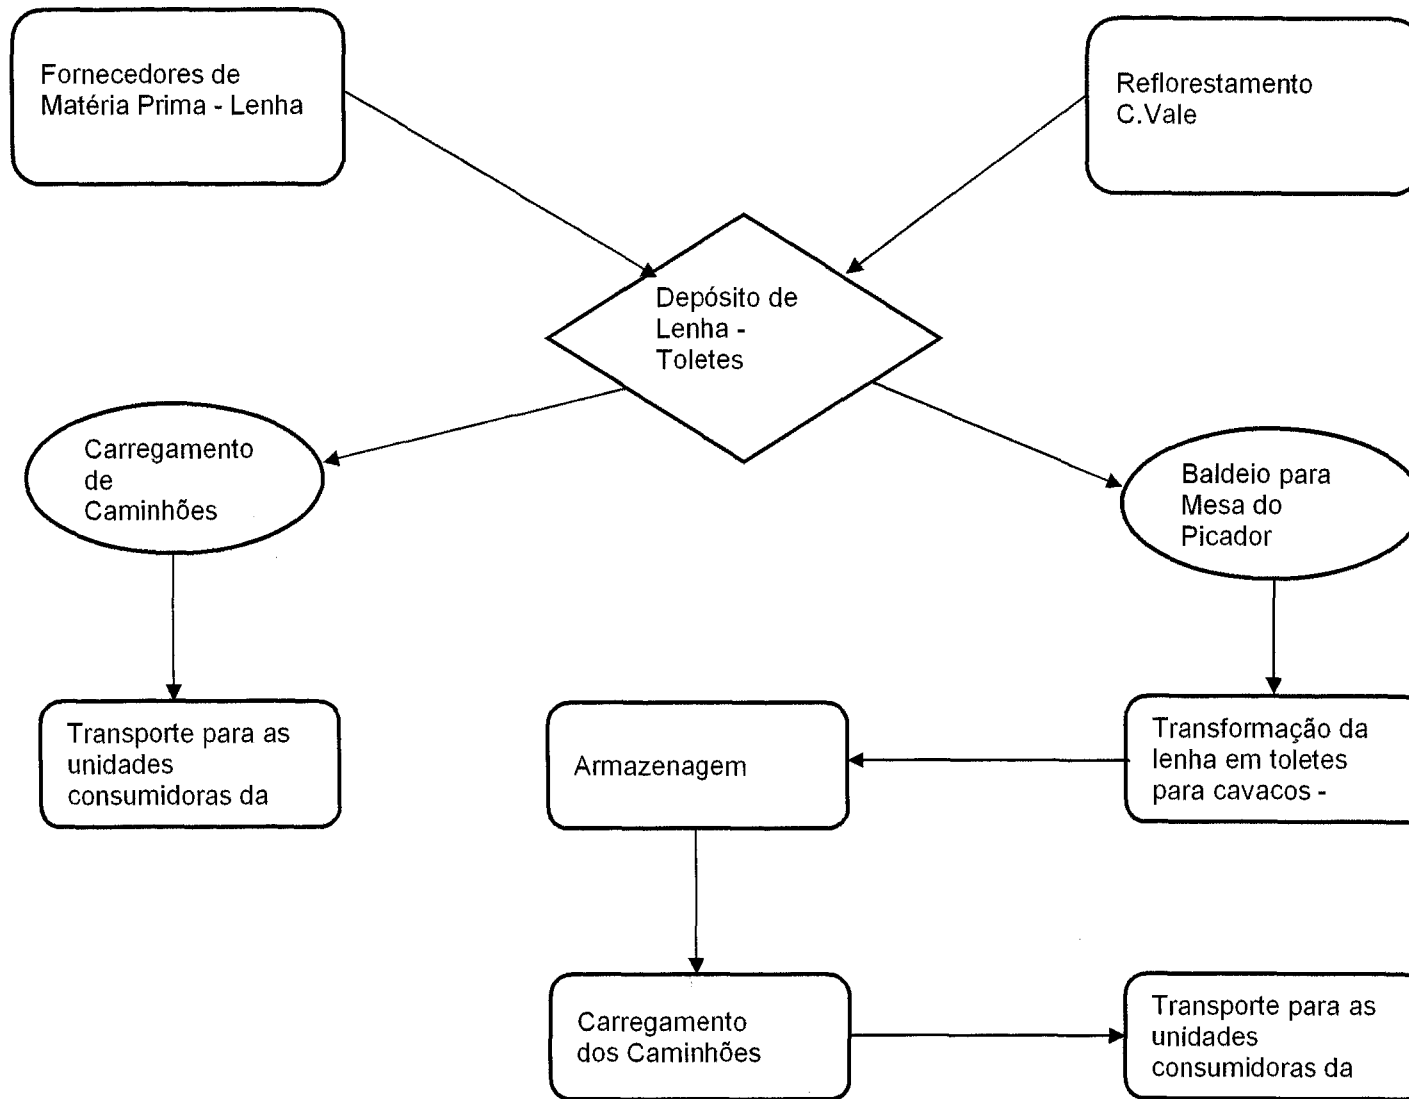 Fornecedores de
Matéria Prima - Lenha
Reflorestamento
C.Vale
Depósito de
Lenha -
Toletes
Carregamento
de
Caminhões
Baldeio para
Mesa do
Picador
Transporte para as
unidades
consumidoras da
Armazenagem
Transformação da
lenha em toletes
para cavacos -
Carregamento
dos Caminhões
Transporte para as
unidades
consumidoras da